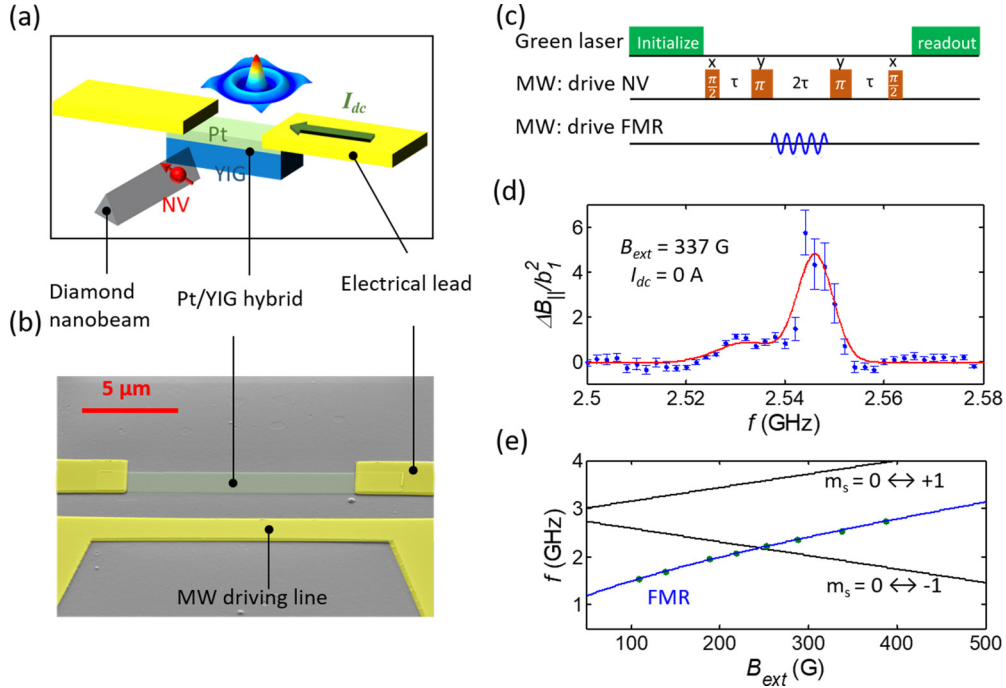 (a)
I_dc
Pt
YIG
NV
Diamond
nanobeam
Pt/YIG hybrid
Electrical lead
(b)
5 μm
MW driving line
(c)
Green laser
Initialize
readout
x y y x
MW: drive NV
π/2 τ π 2τ π τ π/2
MW: drive FMR
(d)
ΔB_||/b_1^2
6
4
2
0
B_ext = 337 G
I_dc = 0 A
2.5 2.52 2.54 2.56 2.58
f (GHz)
(e)
f (GHz)
4
3
2
1
m_s = 0 ↔ +1
m_s = 0 ↔ -1
FMR
100 200 300 400 500
B_ext (G)